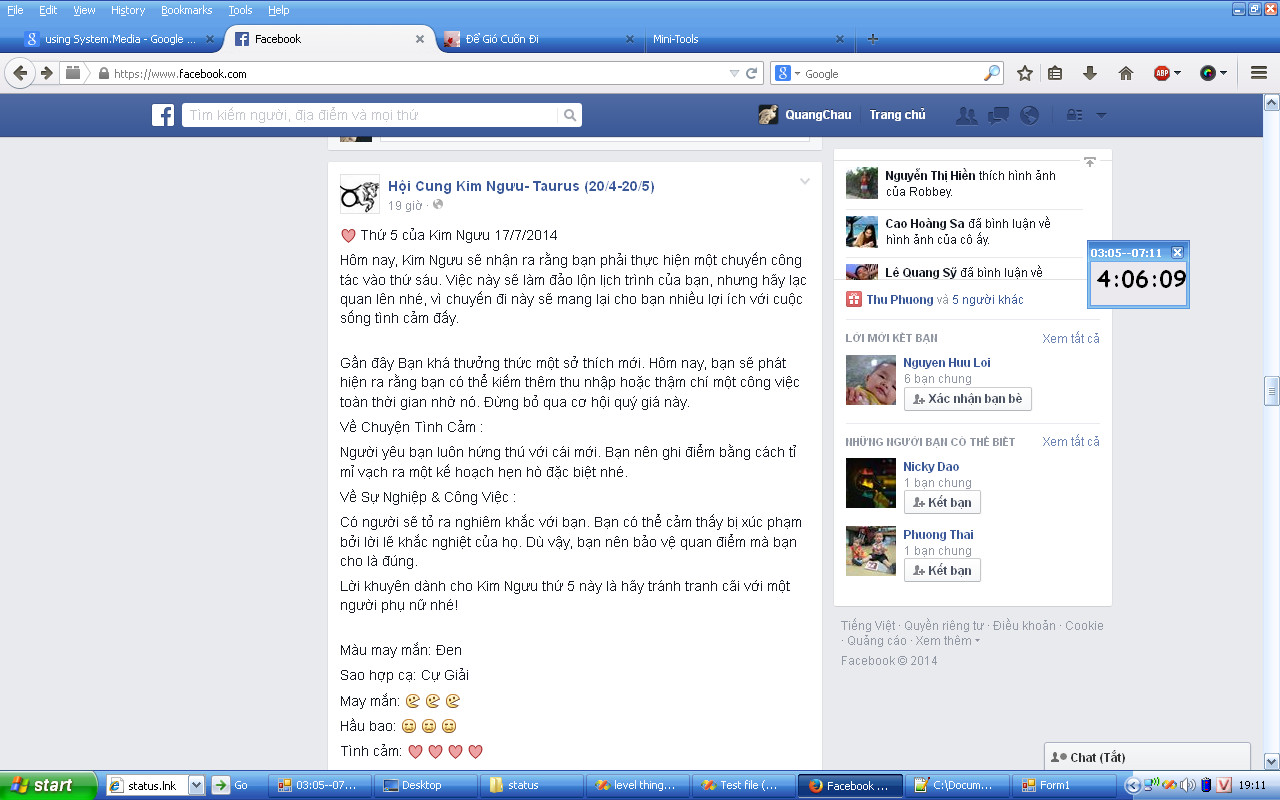 File Edit View History Bookmarks Tools Help
using System.Media - Google ...
Facebook
Để Gió Cuốn Đi
Mini-Tools
https://www.facebook.com
Google
ABP
Tìm kiếm người, địa điểm và mọi thứ
QuangChau
Trang chủ
Hội Cung Kim Ngưu- Taurus (20/4-20/5)
19 giờ ·
Thứ 5 của Kim Ngưu 17/7/2014
Hôm nay, Kim Ngưu sẽ nhận ra rằng bạn phải thực hiện một chuyến công
tác vào thứ sáu. Việc này sẽ làm đảo lộn lịch trình của bạn, nhưng hãy lạc
quan lên nhé, vì chuyến đi này sẽ mang lại cho bạn nhiều lợi ích với cuộc
sống tình cảm đấy.
Gần đây Bạn khá thưởng thức một sở thích mới. Hôm nay, bạn sẽ phát
hiện ra rằng bạn có thể kiếm thêm thu nhập hoặc thậm chí một công việc
toàn thời gian nhờ nó. Đừng bỏ qua cơ hội quý giá này.
Về Chuyện Tình Cảm :
Người yêu bạn luôn hứng thú với cái mới. Bạn nên ghi điểm bằng cách tỉ
mỉ vạch ra một kế hoạch hẹn hò đặc biệt nhé.
Về Sự Nghiệp & Công Việc :
Có người sẽ tỏ ra nghiêm khắc với bạn. Bạn có thể cảm thấy bị xúc phạm
bởi lời lẽ khắc nghiệt của họ. Dù vậy, bạn nên bảo vệ quan điểm mà bạn
cho là đúng.
Lời khuyên dành cho Kim Ngưu thứ 5 này là hãy tránh tranh cãi với một
người phụ nữ nhé!
Màu may mắn: Đen
Sao hợp cạ: Cự Giải
May mắn:
Hầu bao:
Tình cảm:
Nguyễn Thị Hiền thích hình ảnh
của Robbey.
Cao Hoàng Sa đã bình luận về
hình ảnh của cô ấy.
Lê Quang Sỹ đã bình luận về
Thu Phuong và 5 người khác
03:05--07:11
4:06:09
LỜI MỜI KẾT BẠN
Xem tất cả
Nguyen Huu Loi
6 bạn chung
Xác nhận bạn bè
NHỮNG NGƯỜI BẠN CÓ THỂ BIẾT
Xem tất cả
Nicky Dao
1 bạn chung
Kết bạn
Phuong Thai
1 bạn chung
Kết bạn
Tiếng Việt · Quyền riêng tư · Điều khoản · Cookie
· Quảng cáo · Xem thêm
Facebook © 2014
Chat (Tắt)
start
status.lnk
Go
03:05--07...
Desktop
status
level thing...
Test file (...
Facebook ...
C:\Docum...
Form1
V
19:11